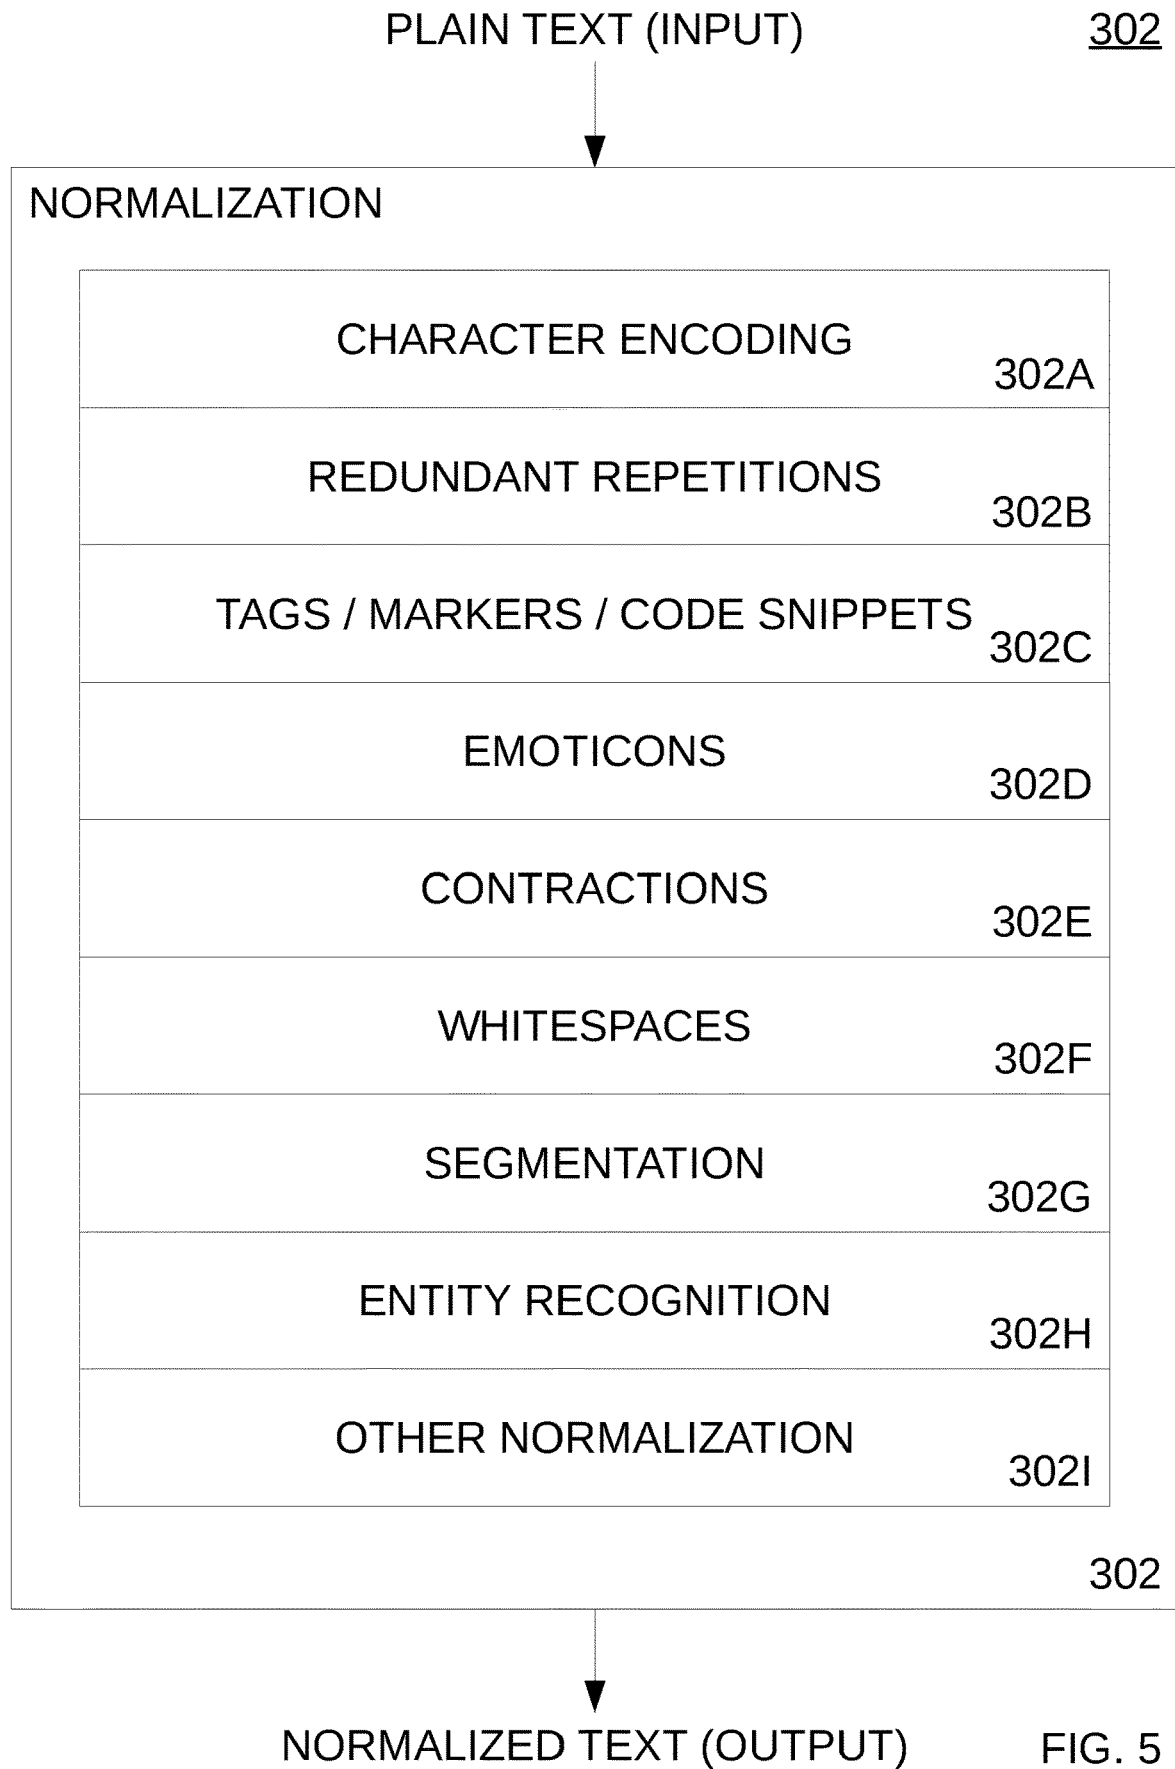 PLAIN TEXT (INPUT) 302
NORMALIZATION
CHARACTER ENCODING
302A
REDUNDANT REPETITIONS
302B
TAGS / MARKERS / CODE SNIPPETS
302C
EMOTICONS
302D
CONTRACTIONS
302E
WHITESPACES
302F
SEGMENTATION
302G
ENTITY RECOGNITION
302H
OTHER NORMALIZATION
302I
302
NORMALIZED TEXT (OUTPUT) FIG. 5